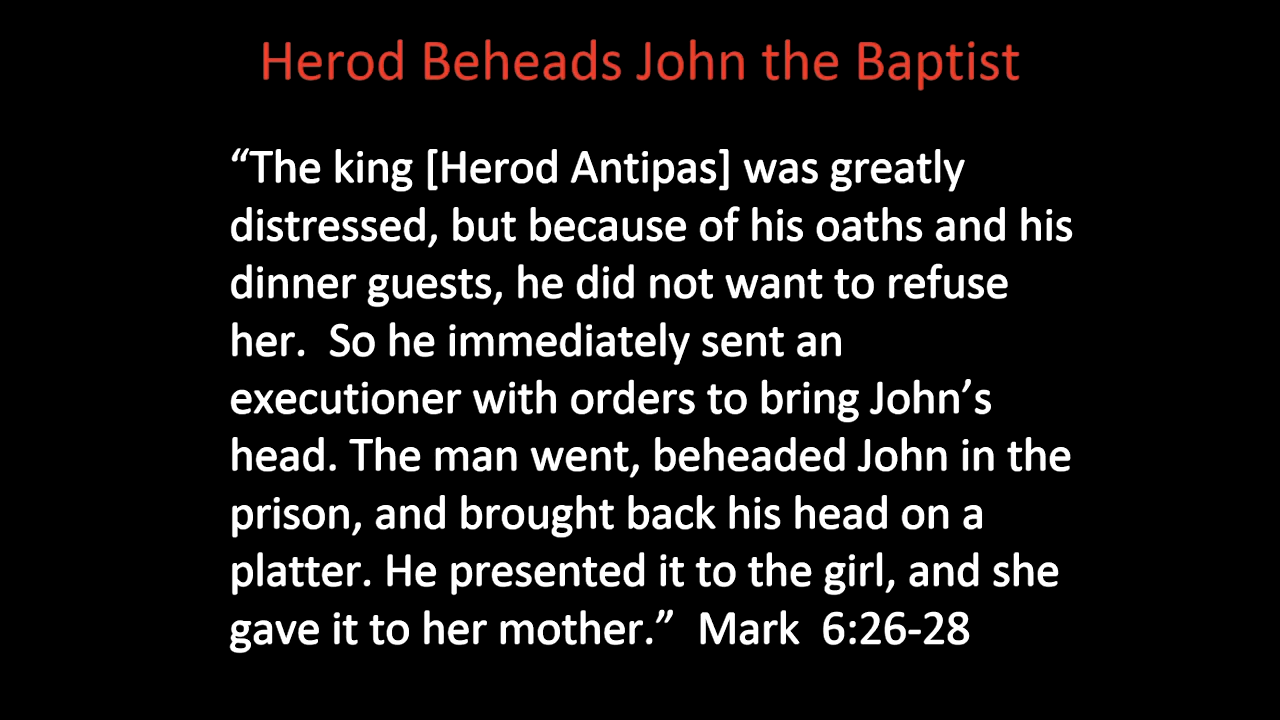 Herod Beheads John the Baptist
“The king [Herod Antipas] was greatly
distressed, but because of his oaths and his
dinner guests, he did not want to refuse
her.  So he immediately sent an
executioner with orders to bring John’s
head. The man went, beheaded John in the
prison, and brought back his head on a
platter. He presented it to the girl, and she
gave it to her mother.”  Mark  6:26-28